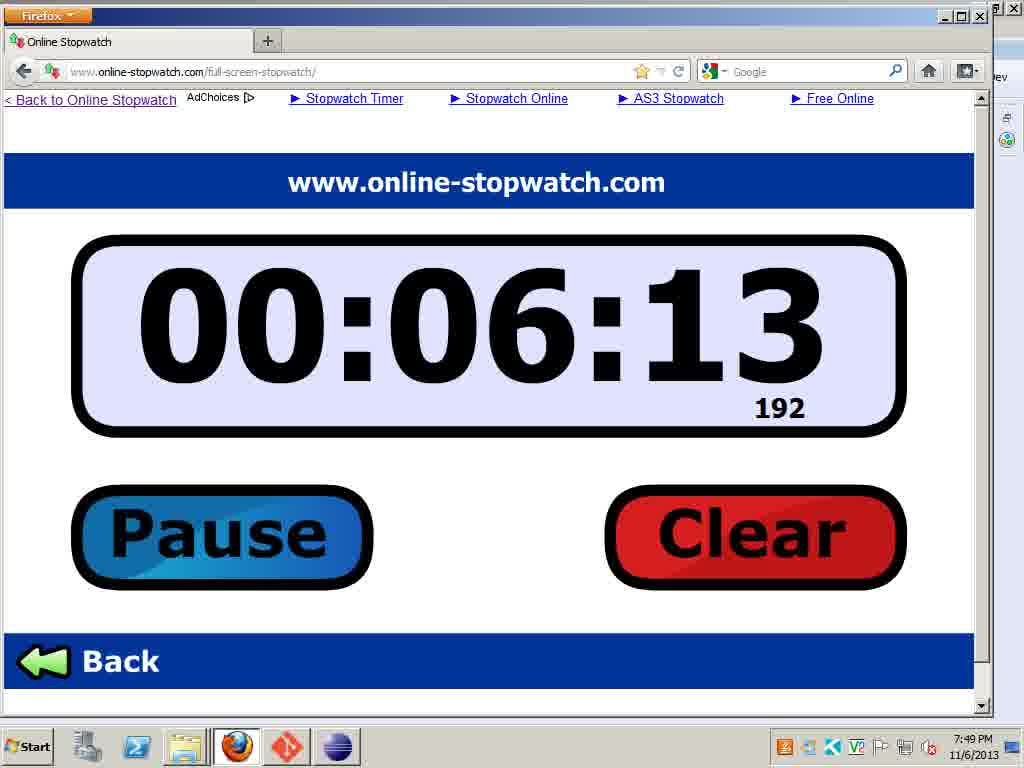 Firefox
Online Stopwatch
www.online-stopwatch.com/full-screen-stopwatch/
Google
ev
< Back to Online Stopwatch AdChoices ► Stopwatch Timer ► Stopwatch Online ► AS3 Stopwatch ► Free Online
www.online-stopwatch.com
00:06:13
192
Pause Clear
Back
Start
7:49 PM
11/6/2013